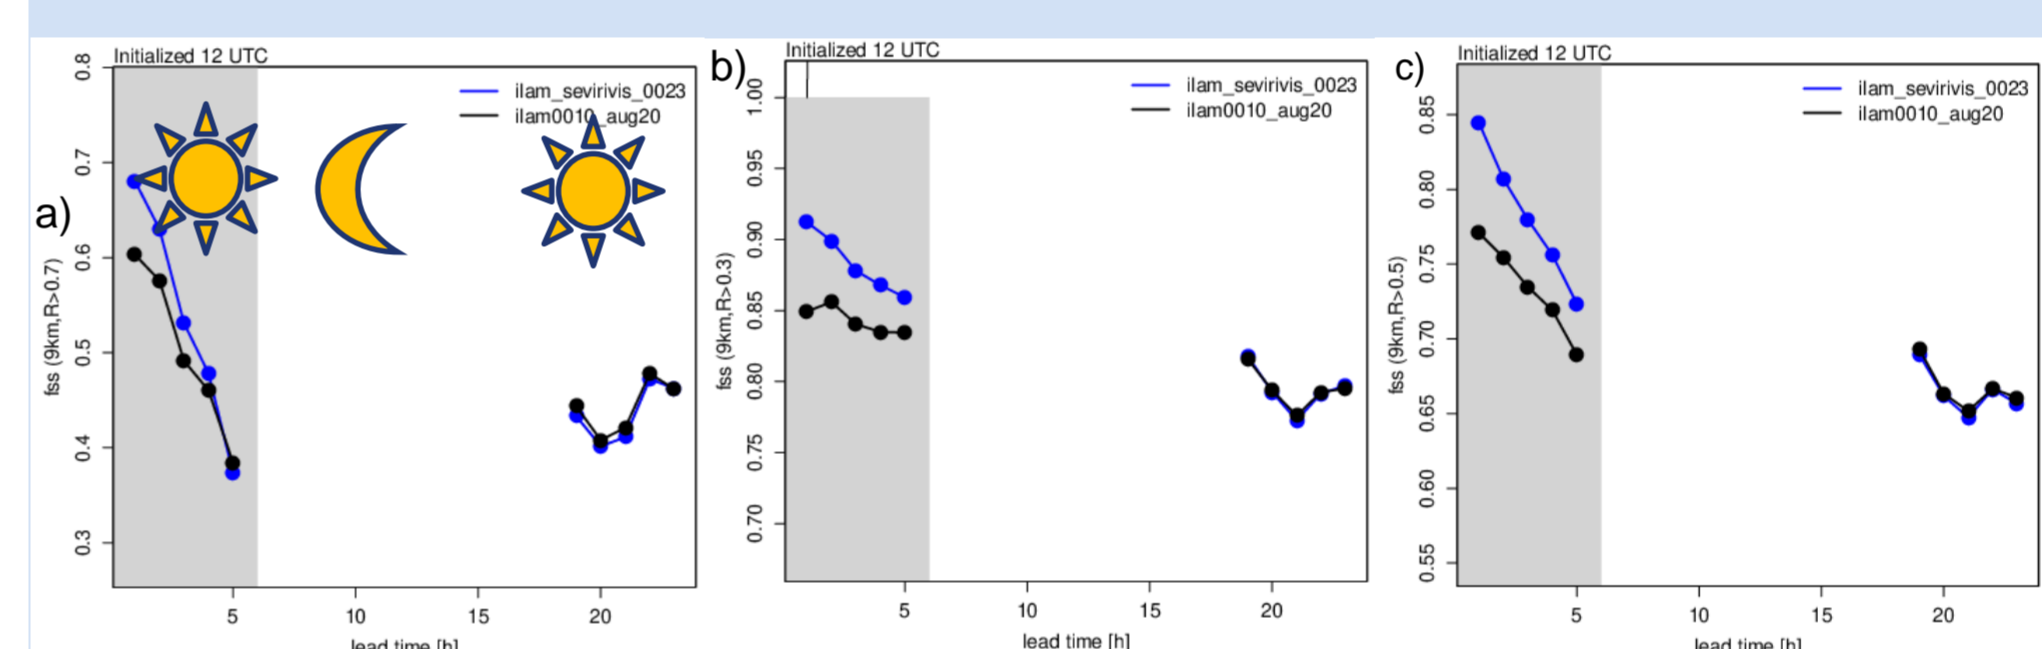 a)
Initialized 12 UTC
ilam_sevirivis_0023
ilam0010_aug20
fss (9km,R>0.7)
0.8
0.7
0.6
0.5
0.4
0.3
5 10 15 20
lead time [h]
b)
Initialized 12 UTC
ilam_sevirivis_0023
ilam0010_aug20
fss (9km,R>0.3)
1.00
0.95
0.90
0.85
0.80
0.75
0.70
5 10 15 20
lead time [h]
c)
Initialized 12 UTC
ilam_sevirivis_0023
ilam0010_aug20
fss (9km,R>0.5)
0.85
0.80
0.75
0.70
0.65
0.60
0.55
5 10 15 20
lead time [h]